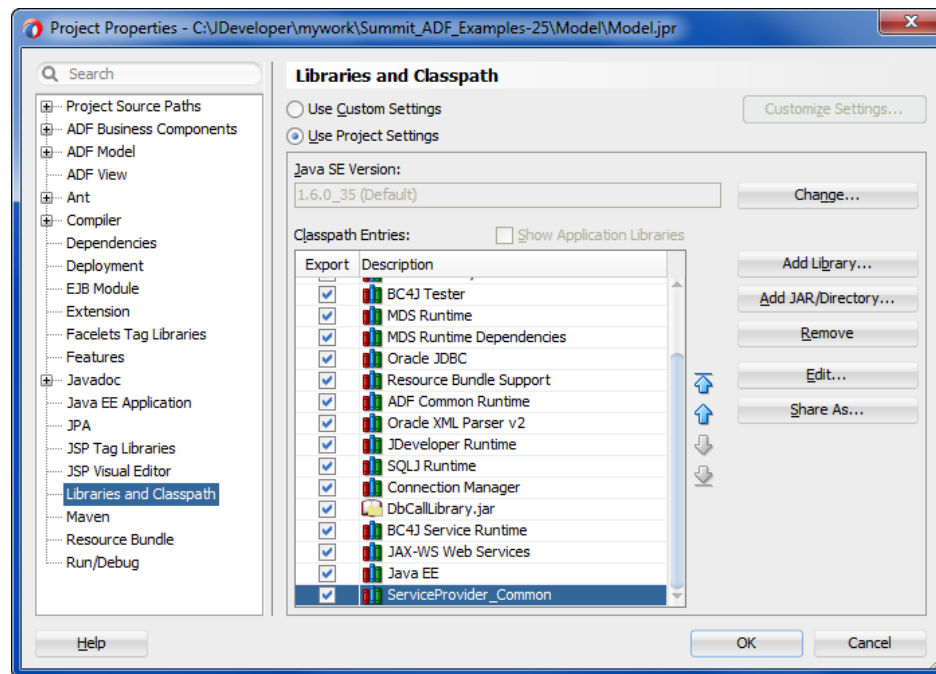 Project Properties - C:\JDeveloper\mywork\Summit_ADF_Examples-25\Model\Model.jpr
Search
Project Source Paths
ADF Business Components
ADF Model
ADF View
Ant
Compiler
Dependencies
Deployment
EJB Module
Extension
Facelets Tag Libraries
Features
Javadoc
Java EE Application
JPA
JSP Tag Libraries
JSP Visual Editor
Libraries and Classpath
Maven
Resource Bundle
Run/Debug
Libraries and Classpath
Use Custom Settings
Customize Settings...
Use Project Settings
Java SE Version:
1.6.0_35 (Default)
Change...
Classpath Entries:
Show Application Libraries
Export Description
BC4J Tester
MDS Runtime
MDS Runtime Dependencies
Oracle JDBC
Resource Bundle Support
ADF Common Runtime
Oracle XML Parser v2
JDeveloper Runtime
SQLJ Runtime
Connection Manager
DbCallLibrary.jar
BC4J Service Runtime
JAX-WS Web Services
Java EE
ServiceProvider_Common
Add Library...
Add JAR/Directory...
Remove
Edit...
Share As...
Help
OK
Cancel